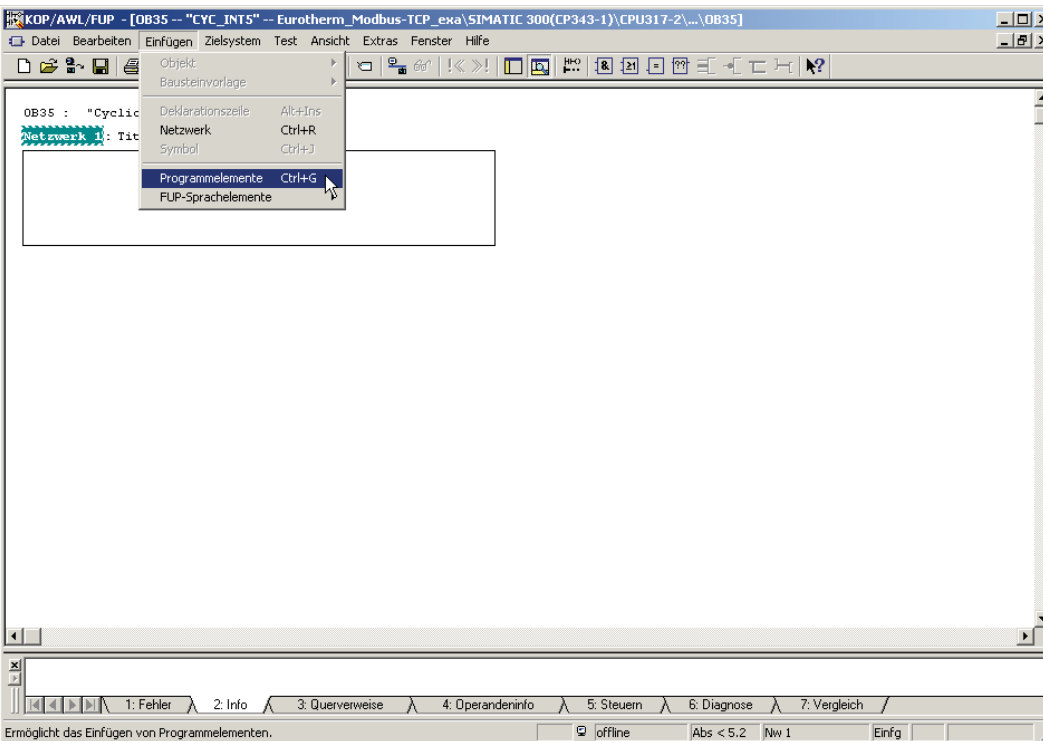 KOP/AWL/FUP - [OB35 -- "CYC_INT5" -- Eurotherm_Modbus-TCP_exa\SIMATIC 300(CP343-1)\CPU317-2\...\OB35]
Datei Bearbeiten Einfügen Zielsystem Test Ansicht Extras Fenster Hilfe
Objekt
Bausteinvorlage
Deklarationszeile Alt+Ins
Netzwerk Ctrl+R
Symbol Ctrl+J
Programmelemente Ctrl+G
FUP-Sprachelemente
OB35 : "Cyclic
Netzwerk 1: Tit
1: Fehler 2: Info 3: Querverweise 4: Operandeninfo 5: Steuern 6: Diagnose 7: Vergleich
Ermöglicht das Einfügen von Programmelementen. offline Abs < 5.2 Nw 1 Einfg